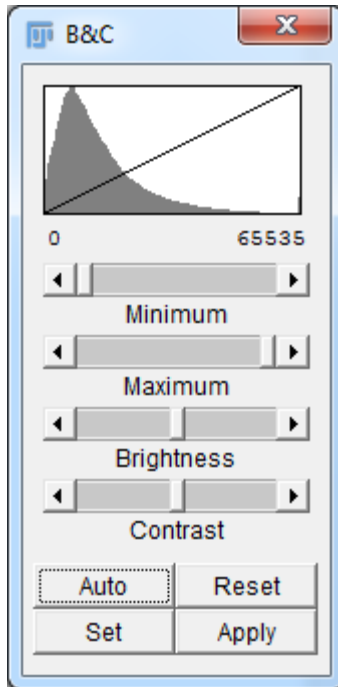 B&C
0 65535
Minimum
Maximum
Brightness
Contrast
Auto Reset
Set Apply